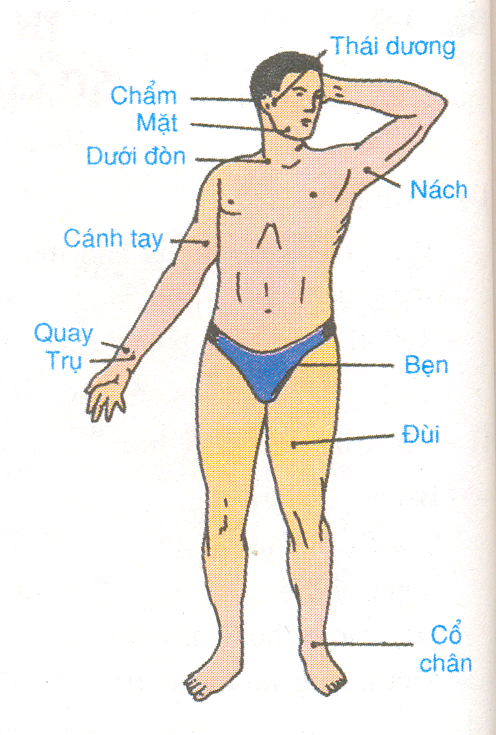 Thái dương
Chẩm
Mặt
Dưới đòn
Nách
Cánh tay
Quay
Trụ
Bẹn
Đùi
Cổ
chân